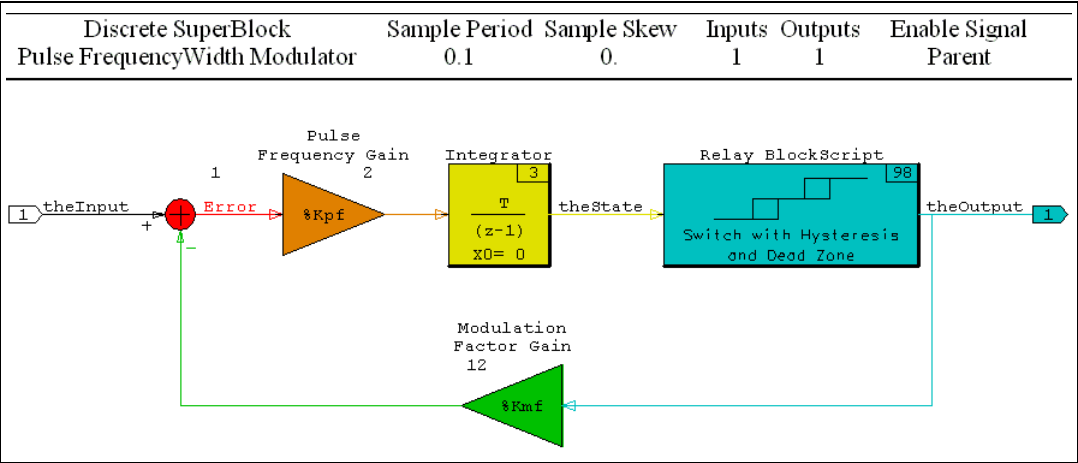 Discrete SuperBlock Sample Period Sample Skew Inputs Outputs Enable Signal
Pulse FrequencyWidth Modulator 0.1 0. 1 1 Parent
Pulse
Frequency Gain
1 2
Integrator
Relay BlockScript
3
98
1 theInput
+
−
Error
%Kpf
T
(z-1)
X0= 0
theState
Switch with Hysteresis
and Dead Zone
theOutput 1
Modulation
Factor Gain
12
%Kmf